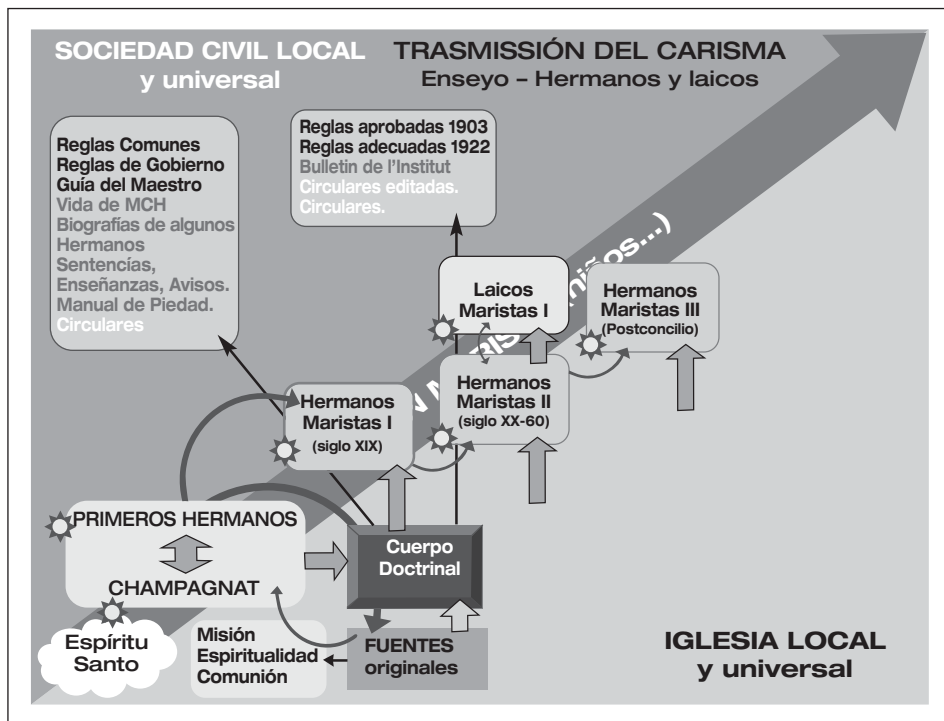 SOCIEDAD CIVIL LOCAL
y universal
TRASMISSIÓN DEL CARISMA
Enseyo – Hermanos y laicos
Reglas Comunes
Reglas de Gobierno
Guía del Maestro
Vida de MCH
Biografías de algunos
Hermanos
Sentencías,
Enseñanzas, Avisos.
Manual de Piedad.
Circulares
Reglas aprobadas 1903
Reglas adecuadas 1922
Bulletin de l’Institut
Circulares editadas.
Circulares.
niños...)
Laicos
Maristas I
Hermanos
Maristas III
(Postconcilio)
Hermanos
Maristas II
(siglo XX-60)
Hermanos
Maristas I
(siglo XIX)
PRIMEROS HERMANOS
CHAMPAGNAT
Cuerpo
Doctrinal
Espíritu
Santo
Misión
Espiritualidad
Comunión
FUENTES
originales
IGLESIA LOCAL
y universal